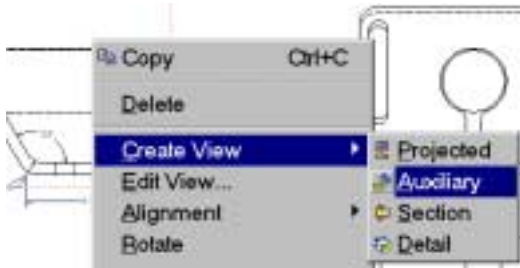 Copy Ctrl+C
Delete
Create View
Edit View...
Alignment
Rotate
Projected
Auxiliary
Section
Detail